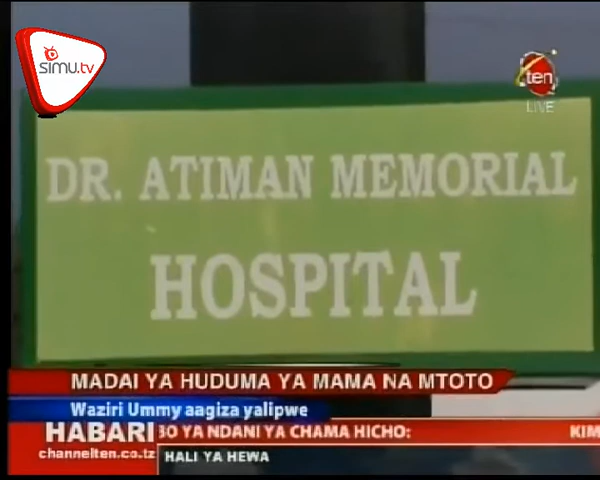 SIMU.tv
ten
LIVE
DR. ATIMAN MEMORIAL
HOSPITAL
MADAI YA HUDUMA YA MAMA NA MTOTO
Waziri Ummy aagiza yalipwe
HABARI
YA NDANI YA CHAMA HICHO:
channelten.co.tz
HALI YA HEWA